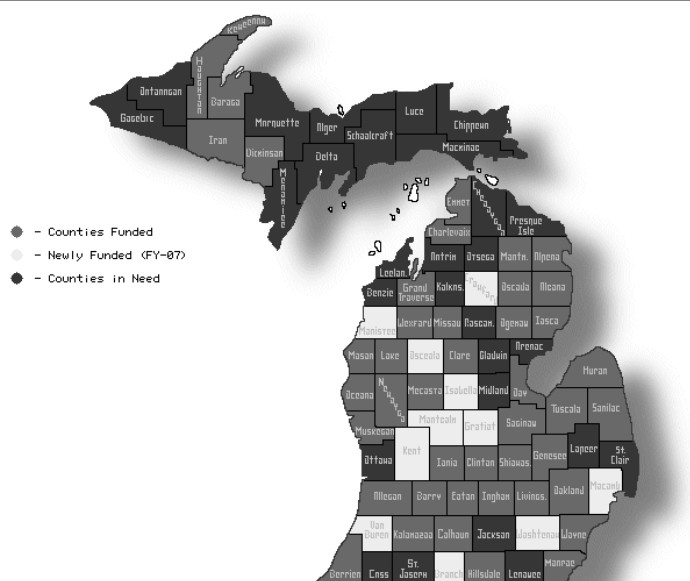 Keweenaw
Houghton
Ontonagon
Baraga
Gogebic
Iron
Marquette
Dickinson
Alger
Luce
Schoolcraft
Chippewa
Mackinac
Delta
Menominee
Emmet
Cheboygan
Presque
Isle
Charlevoix
- Counties Funded
- Newly Funded (FY-07)
- Counties in Need
Antrim
Otsego
Montm.
Alpena
Leelan.
Benzie
Grand
Traverse
Kalkns.
Crawford
Oscoda
Alcona
Manistee
Wexford
Missau
Roscom.
Ogemaw
Iosco
Arenac
Mason
Lake
Osceola
Clare
Gladwin
Huron
Oceana
Newaygo
Mecosta
Isabella
Midland
Bay
Tuscola
Sanilac
Muskegon
Montcalm
Gratiot
Saginaw
Ottawa
Kent
Ionia
Clinton
Shiawas.
Genesee
Lapeer
St.
Clair
Allegan
Barry
Eaton
Ingham
Livings.
Oakland
Macomb
Van
Buren
Kalamazoo
Calhoun
Jackson
Washtenaw
Wayne
Berrien
Cass
St.
Joseph
Branch
Hillsdale
Lenawee
Monroe